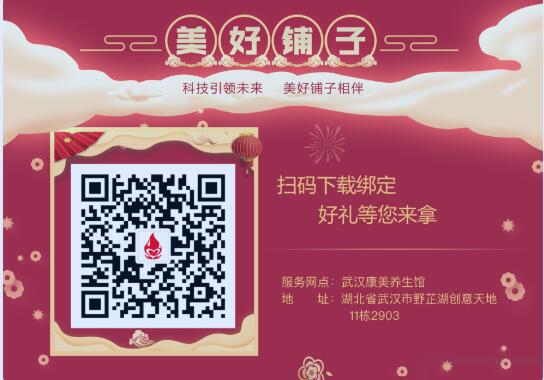 美好铺子
科技引领未来 美好铺子相伴
扫码下载绑定
好礼等您来拿
服务网点：武汉康美养生馆
地 址：湖北省武汉市野芷湖创意天地
11栋2903